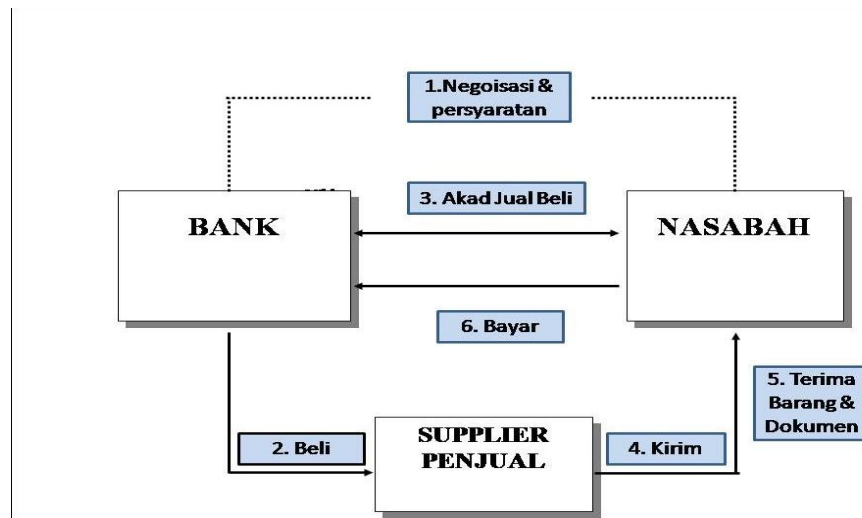 1.Negoisasi &
persyaratan
3. Akad Jual Beli
BANK
NASABAH
6. Bayar
5. Terima
Barang &
Dokumen
SUPPLIER
PENJUAL
2. Beli
4. Kirim